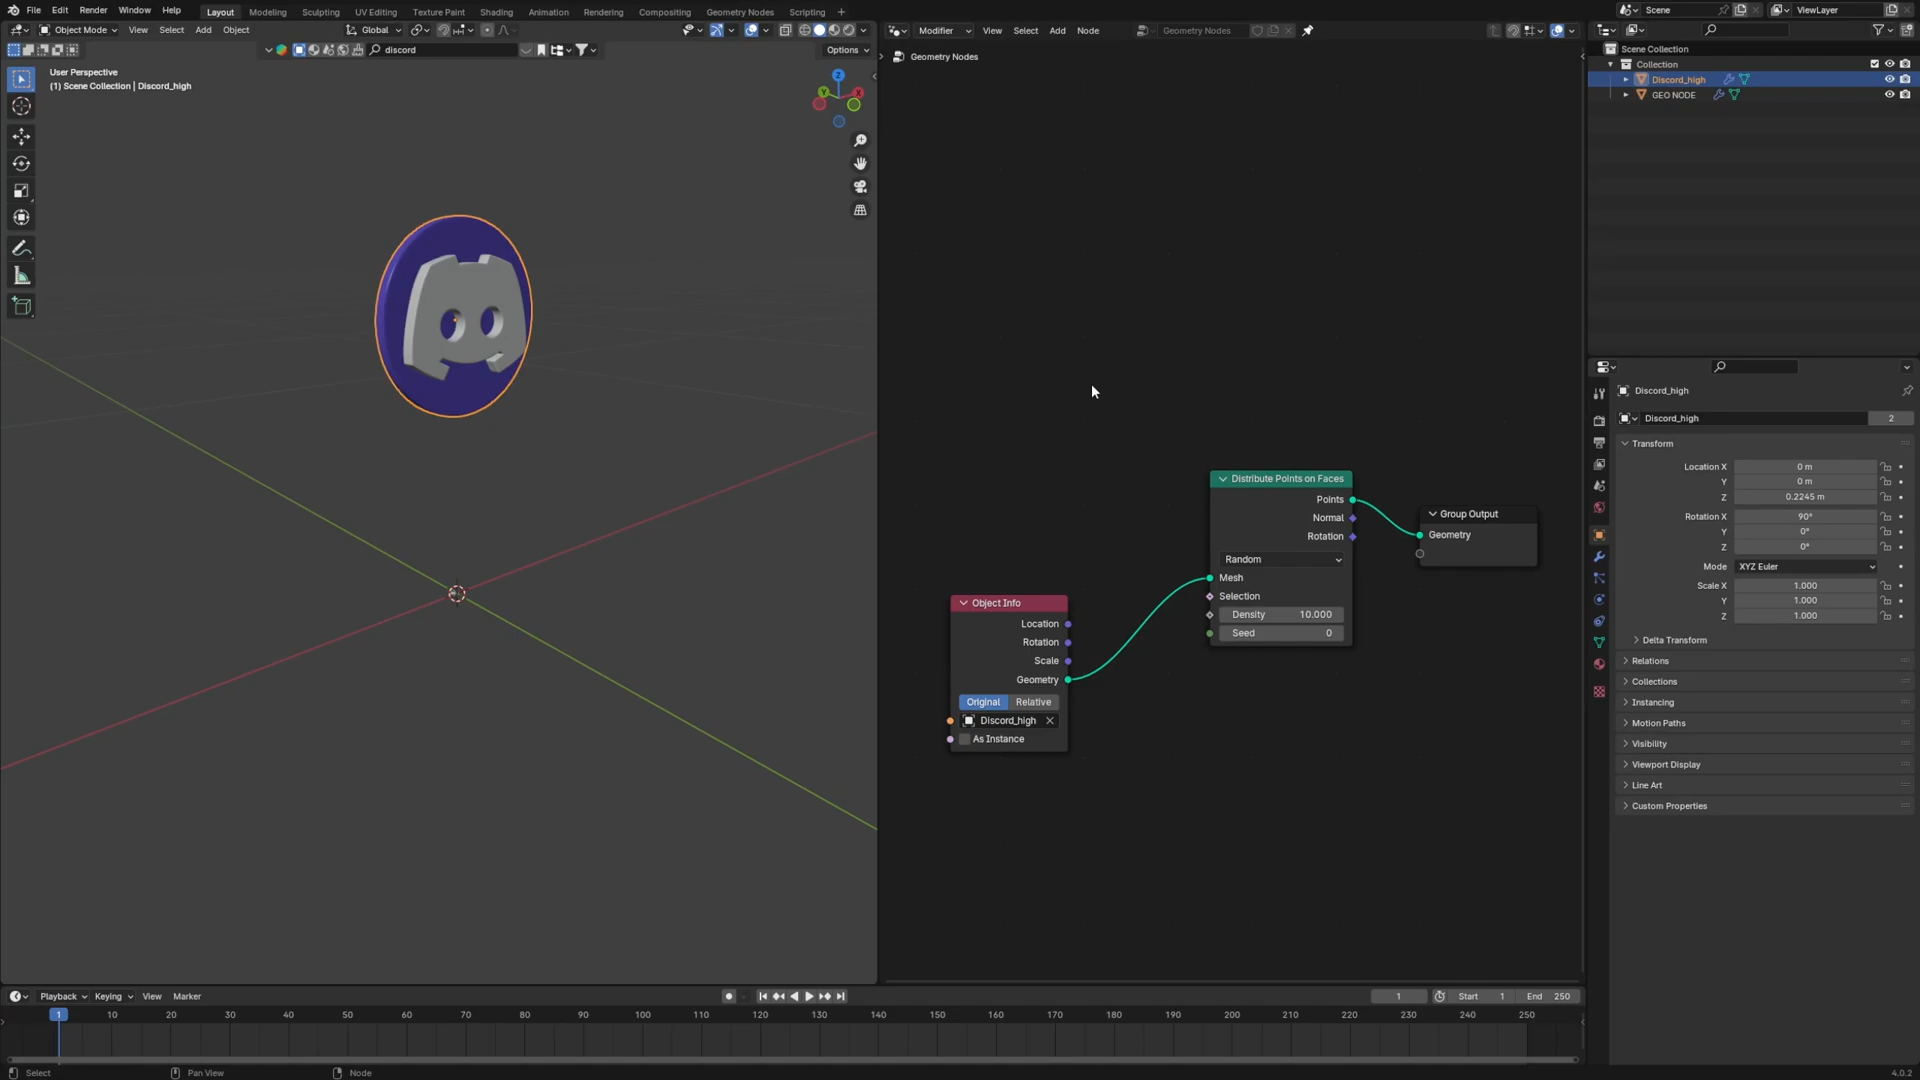 File Edit Render Window Help Layout Modeling Sculpting UV Editing Texture Paint Shading Animation Rendering Compositing Geometry Nodes Scripting + Scene ViewLayer
Object Mode View Select Add Object Global
Modifier View Select Add Node Geometry Nodes
discord Options
User Perspective
(1) Scene Collection | Discord_high
Z
Y X
Geometry Nodes
Distribute Points on Faces
Points
Normal
Rotation
Random
Mesh
Selection
Density 10.000
Seed 0
Group Output
Geometry
Object Info
Location
Rotation
Scale
Geometry
Original Relative
Discord_high
As Instance
Scene Collection
Collection
Discord_high
GEO NODE
Discord_high
Discord_high 2
Transform
Location X 0 m
Y 0 m
Z 0.2245 m
Rotation X 90°
Y 0°
Z 0°
Mode XYZ Euler
Scale X 1.000
Y 1.000
Z 1.000
Delta Transform
Relations
Collections
Instancing
Motion Paths
Visibility
Viewport Display
Line Art
Custom Properties
Playback Keying View Marker 1 Start 1 End 250
1 10 20 30 40 50 60 70 80 90 100 110 120 130 140 150 160 170 180 190 200 210 220 230 240 250
Select Pan View Node 4.0.2